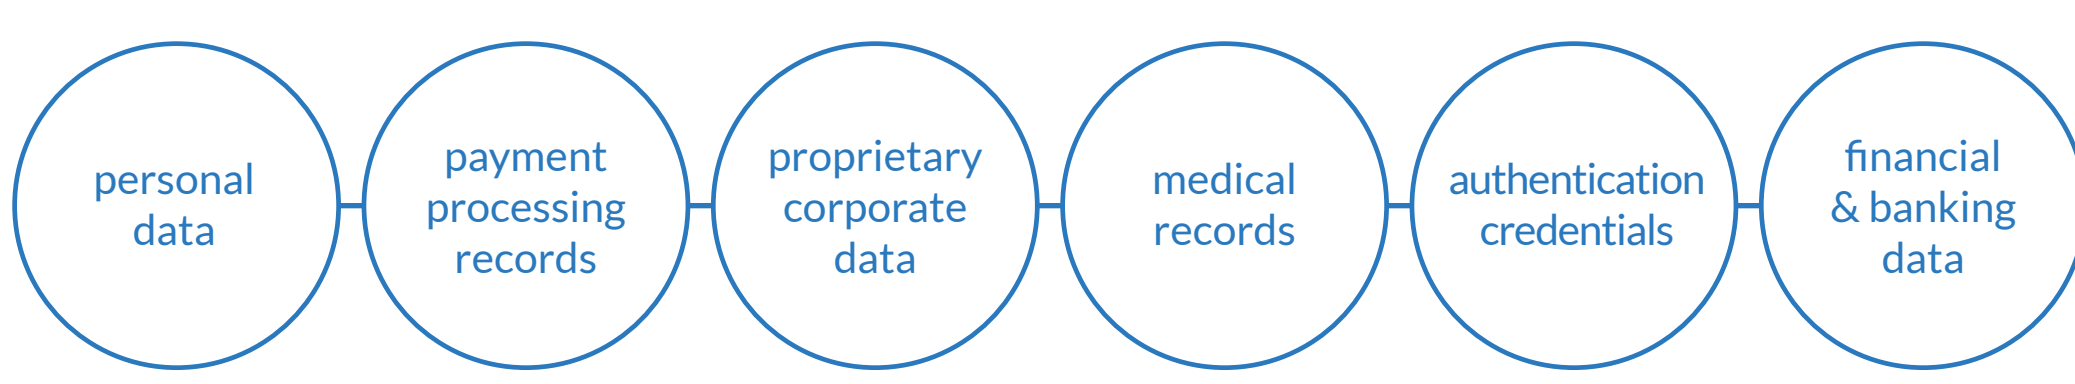 personal
data
payment
processing
records
proprietary
corporate
data
medical
records
authentication
credentials
financial
& banking
data